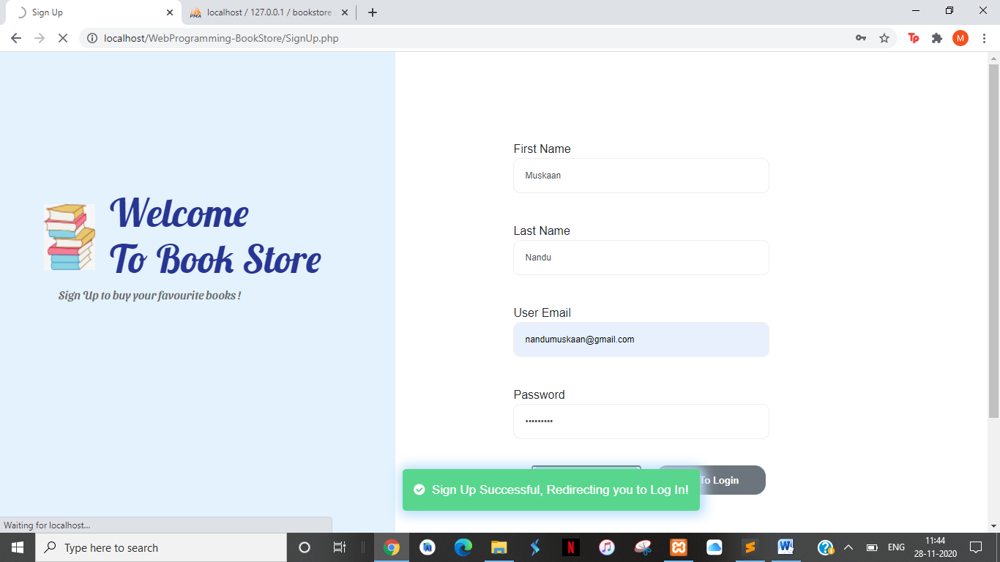 Sign Up
PMA
localhost / 127.0.0.1 / bookstore
localhost/WebProgramming-BookStore/SignUp.php
Tp
M
Welcome
To Book Store
Sign Up to buy your favourite books !
First Name
Muskaan
Last Name
Nandu
User Email
nandumuskaan@gmail.com
Password
•••••••••
To Login
Sign Up Successful, Redirecting you to Log In!
Waiting for localhost...
Type here to search
ENG
11:44
28-11-2020